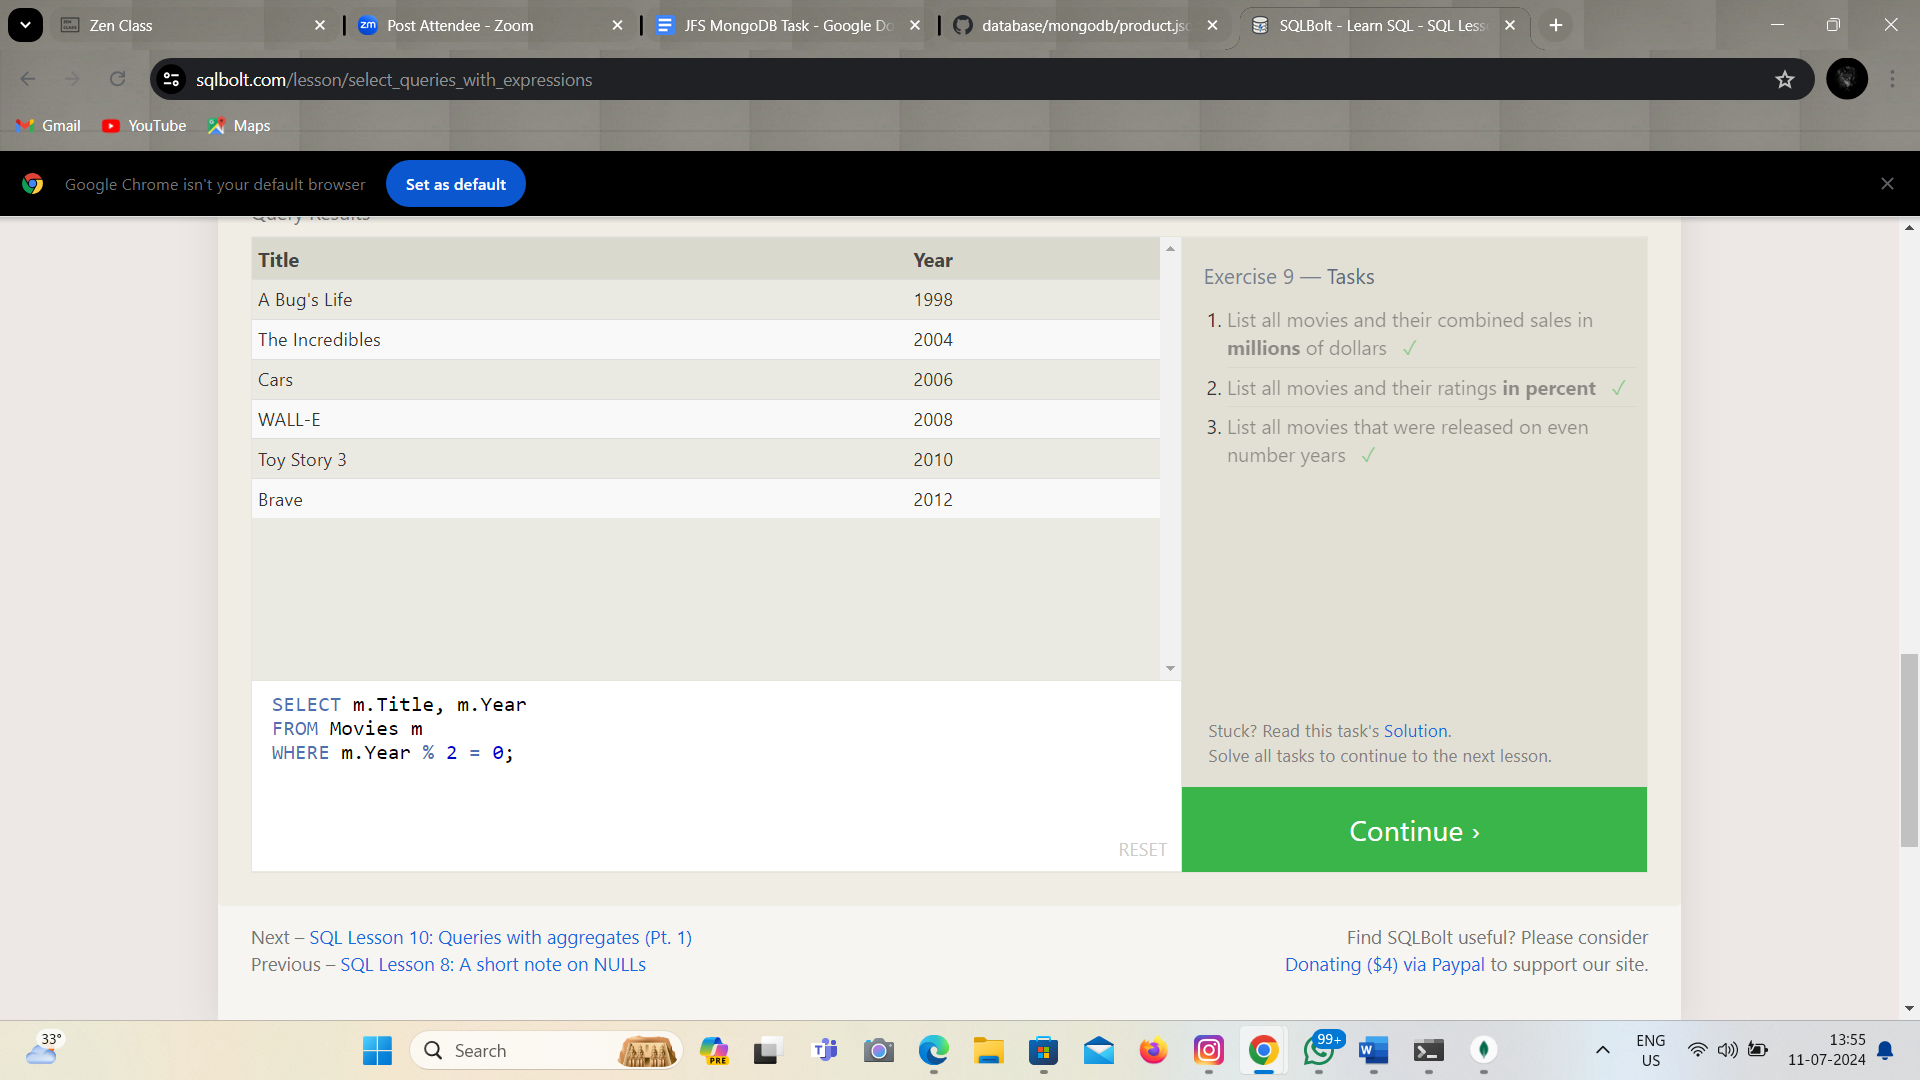 Zen Class
Post Attendee - Zoom
JFS MongoDB Task - Google Do
database/mongodb/product.jsc
SQLBolt - Learn SQL - SQL Less
sqlbolt.com/lesson/select_queries_with_expressions
Gmail
YouTube
Maps
Google Chrome isn't your default browser
Set as default
Query Results
Title Year
A Bug's Life 1998
The Incredibles 2004
Cars 2006
WALL-E 2008
Toy Story 3 2010
Brave 2012
SELECT m.Title, m.Year
FROM Movies m
WHERE m.Year % 2 = 0;
RESET
Exercise 9 — Tasks
1. List all movies and their combined sales in
millions of dollars ✓
2. List all movies and their ratings in percent ✓
3. List all movies that were released on even
number years ✓
Stuck? Read this task's Solution.
Solve all tasks to continue to the next lesson.
Continue ›
Next – SQL Lesson 10: Queries with aggregates (Pt. 1)
Previous – SQL Lesson 8: A short note on NULLs
Find SQLBolt useful? Please consider
Donating ($4) via Paypal to support our site.
33°
Search
PRE
99+
ENG
US
13:55
11-07-2024